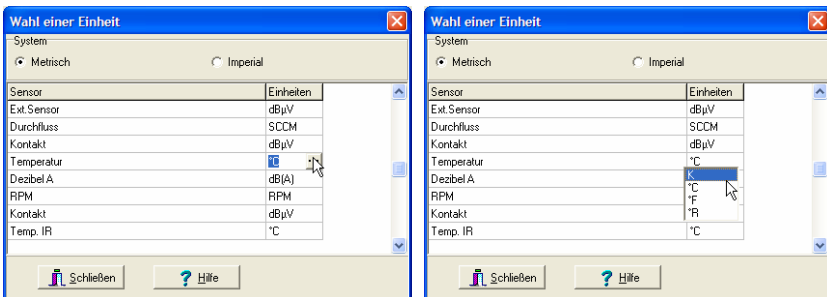 Wahl einer Einheit
System
Metrisch Imperial
Sensor Einheiten
Ext.Sensor dBµV
Durchfluss SCCM
Kontakt dBµV
Temperatur °C
Dezibel A dB(A)
RPM RPM
Kontakt dBµV
Temp. IR °C
Schließen ? Hilfe
Wahl einer Einheit
System
Metrisch Imperial
Sensor Einheiten
Ext.Sensor dBµV
Durchfluss SCCM
Kontakt dBµV
Temperatur °C
Dezibel A K
°C
RPM °F
Kontakt °R
Temp. IR °C
Schließen ? Hilfe